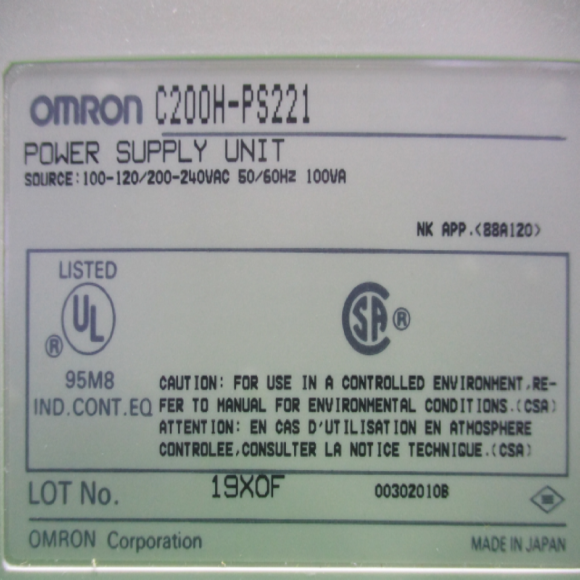 OMRON C200H-PS221
POWER SUPPLY UNIT
SOURCE:100-120/200-240VAC 50/60Hz 100VA
NK APP.<88A120>
LISTED
UL ®
SA ®
95M8
IND.CONT.EQ
CAUTION: FOR USE IN A CONTROLLED ENVIRONMENT.RE-
FER TO MANUAL FOR ENVIRONMENTAL CONDITIONS.(CSA)
ATTENTION: EN CAS D'UTILISATION EN ATMOSPHERE
CONTROLEE,CONSULTER LA NOTICE TECHNIQUE.(CSA)
LOT No. 19X0F 00302010B
OMRON Corporation MADE IN JAPAN